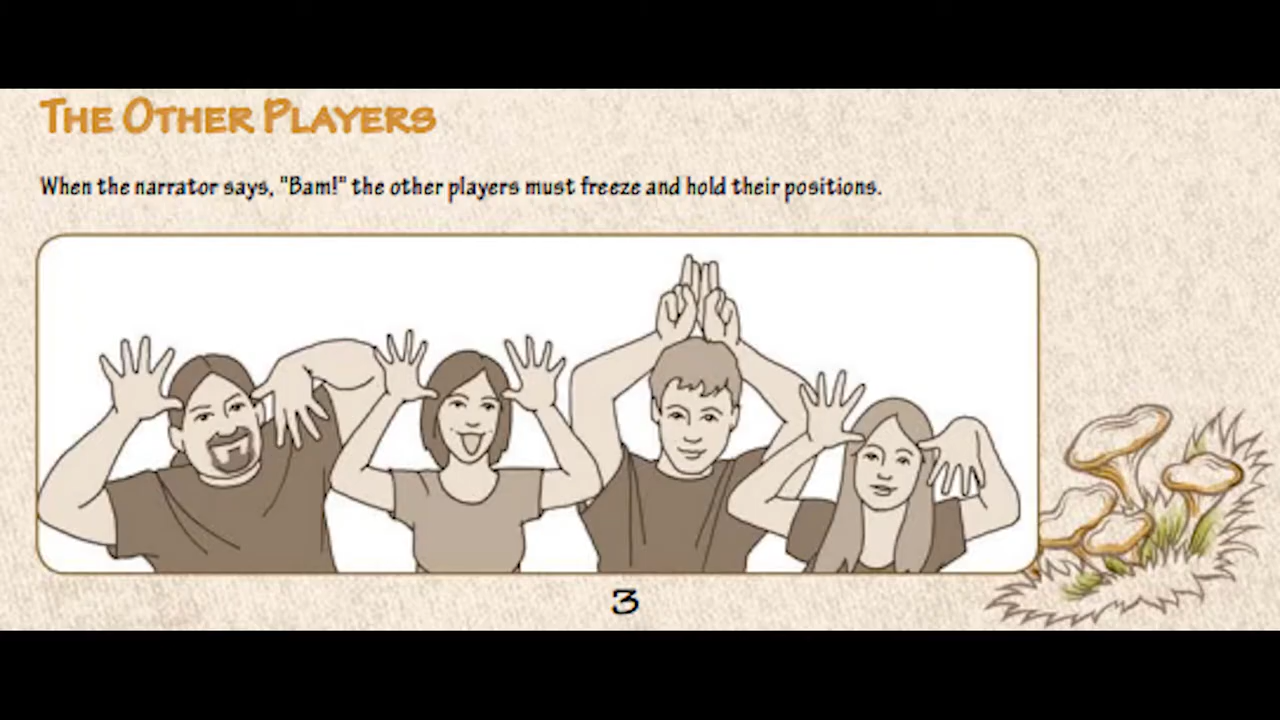 The Other Players
When the narrator says, "Bam!" the other players must freeze and hold their positions.
3